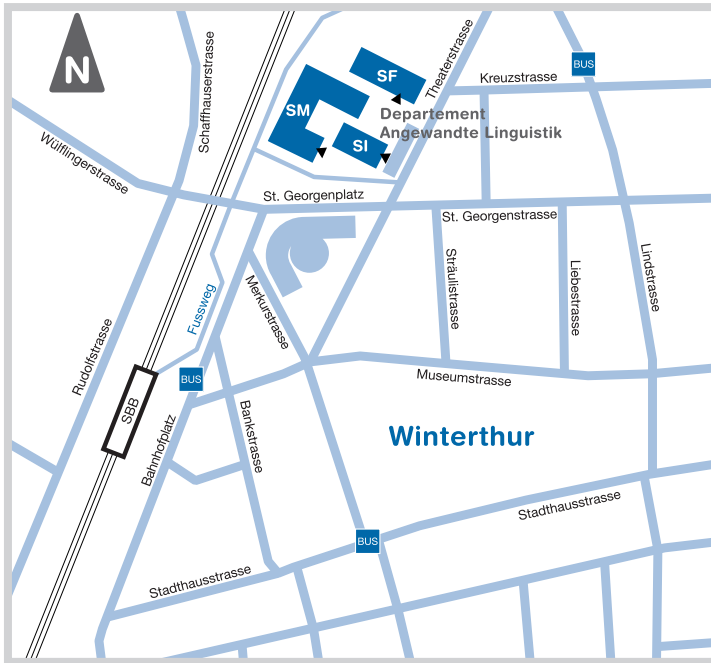 N
Schaffhauserstrasse
Wülflingerstrasse
SF
SM
SI
Theaterstrasse
BUS
Kreuzstrasse
Departement
Angewandte Linguistik
St. Georgenplatz
St. Georgenstrasse
Sträulistrasse
Liebestrasse
Lindstrasse
Merkurstrasse
Fussweg
Rudolfstrasse
BUS
SBB
Bahnhofplatz
Bankstrasse
Museumstrasse
Winterthur
Stadthausstrasse
BUS
Stadthausstrasse